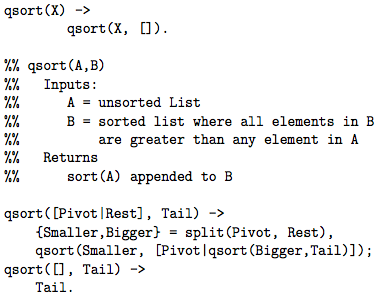 qsort(X) ->
        qsort(X, []).

%% qsort(A,B)
%%   Inputs:
%%      A = unsorted List
%%      B = sorted list where all elements in B
%%          are greater than any element in A
%%   Returns
%%      sort(A) appended to B

qsort([Pivot|Rest], Tail) ->
    {Smaller,Bigger} = split(Pivot, Rest),
    qsort(Smaller, [Pivot|qsort(Bigger,Tail)]);
qsort([], Tail) ->
    Tail.